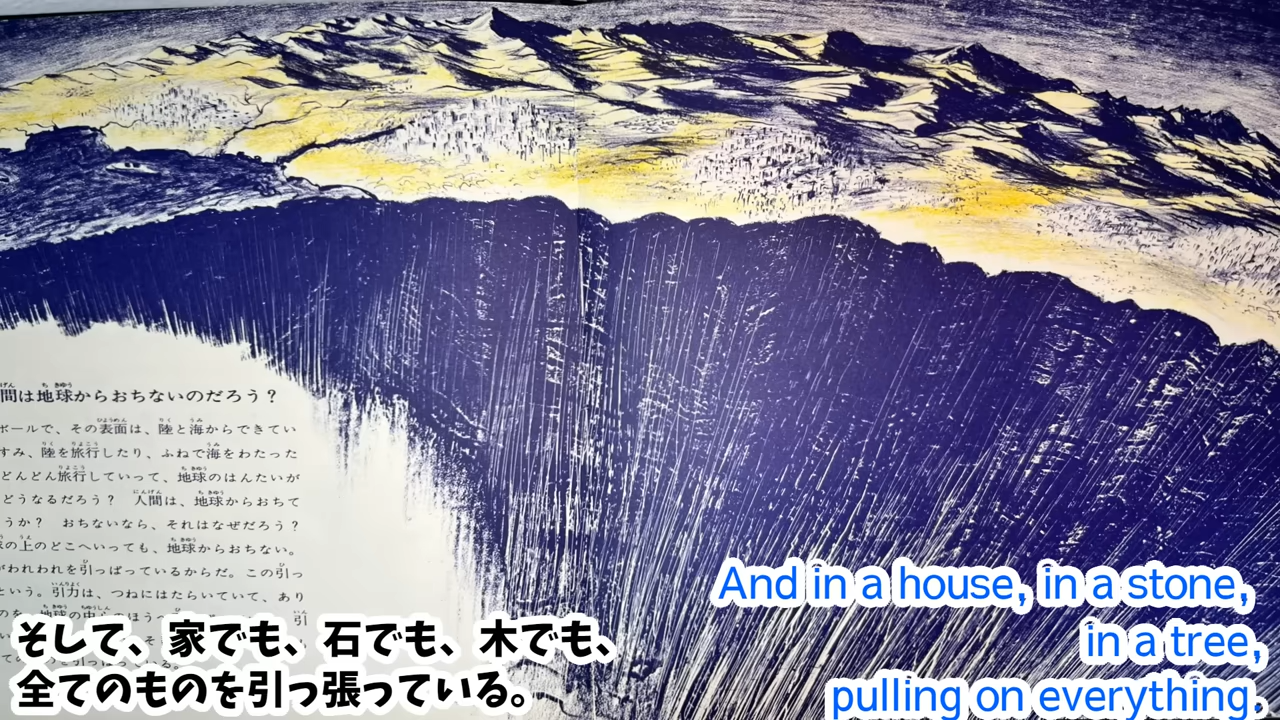 間は地球からおちないのだろう？
ボールで、その表面は、陸と海からできてい
すみ、陸を旅行したり、ふねで海をわたった
どんどん旅行していって、地球のはんたいが
どうなるだろう？　人間は、地球からおちて
うか？　おちないなら、それはなぜだろう？
の上のどこへいっても、地球からおちない。
がわれわれを引っぱっているからだ。この引っ
という。引力は、つねにはたらいていて、あり
そして、家でも、石でも、木でも、
全てのものを引っ張っている。
And in a house, in a stone,
in a tree,
pulling on everything.